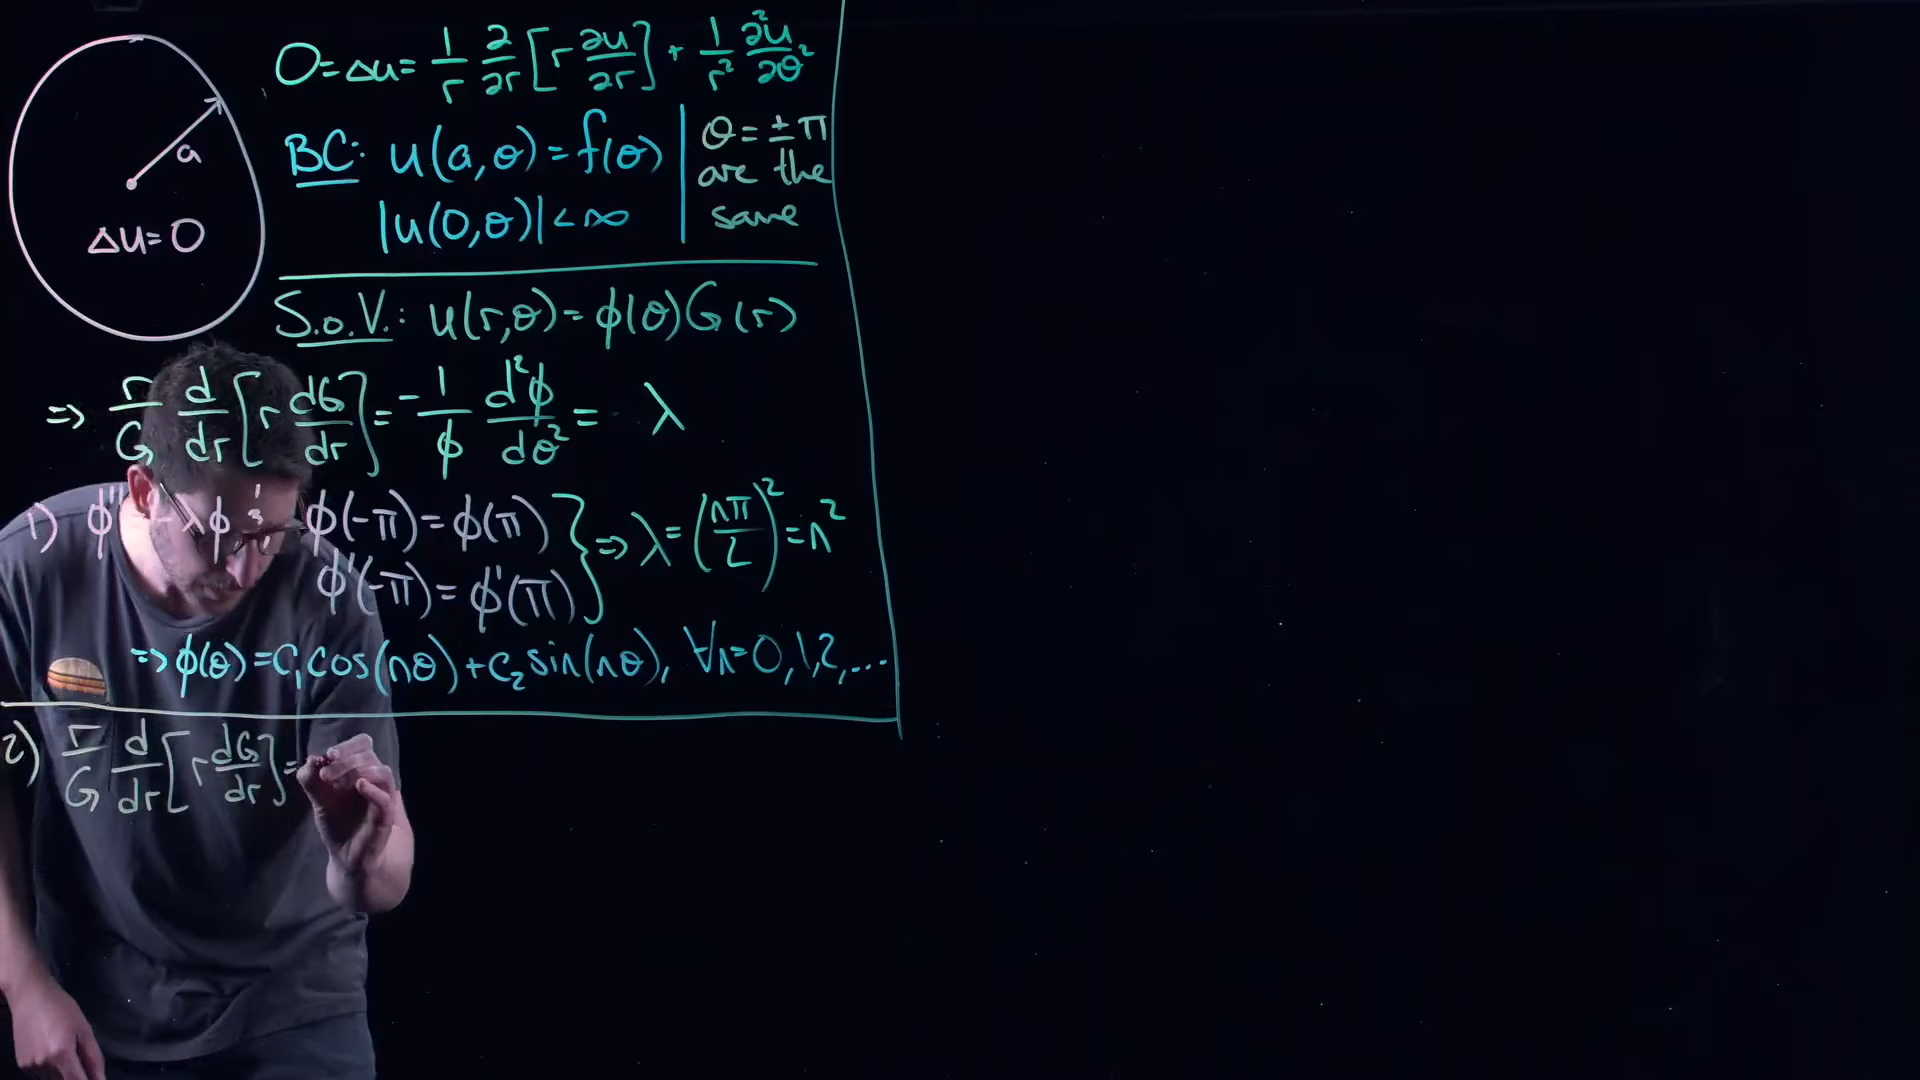 a
Δu=0
0=Δu= 1/r ∂/∂r [r ∂u/∂r] + 1/r² ∂²u/∂θ²
BC: u(a,θ)=f(θ)
|u(0,θ)|<∞
θ=±π
are the
same
S.o.V.: u(r,θ)=ϕ(θ)G(r)
=> r/G d/dr [r dG/dr] = -1/ϕ d²ϕ/dθ² = λ
1) ϕ'' = -λϕ ; ϕ(-π)=ϕ(π) } => λ=(nπ/L)²=n²
ϕ'(-π)=ϕ'(π)
=> ϕ(θ)=c₁cos(nθ)+c₂sin(nθ), ∀n=0,1,2,...
2) r/G d/dr [r dG/dr] =